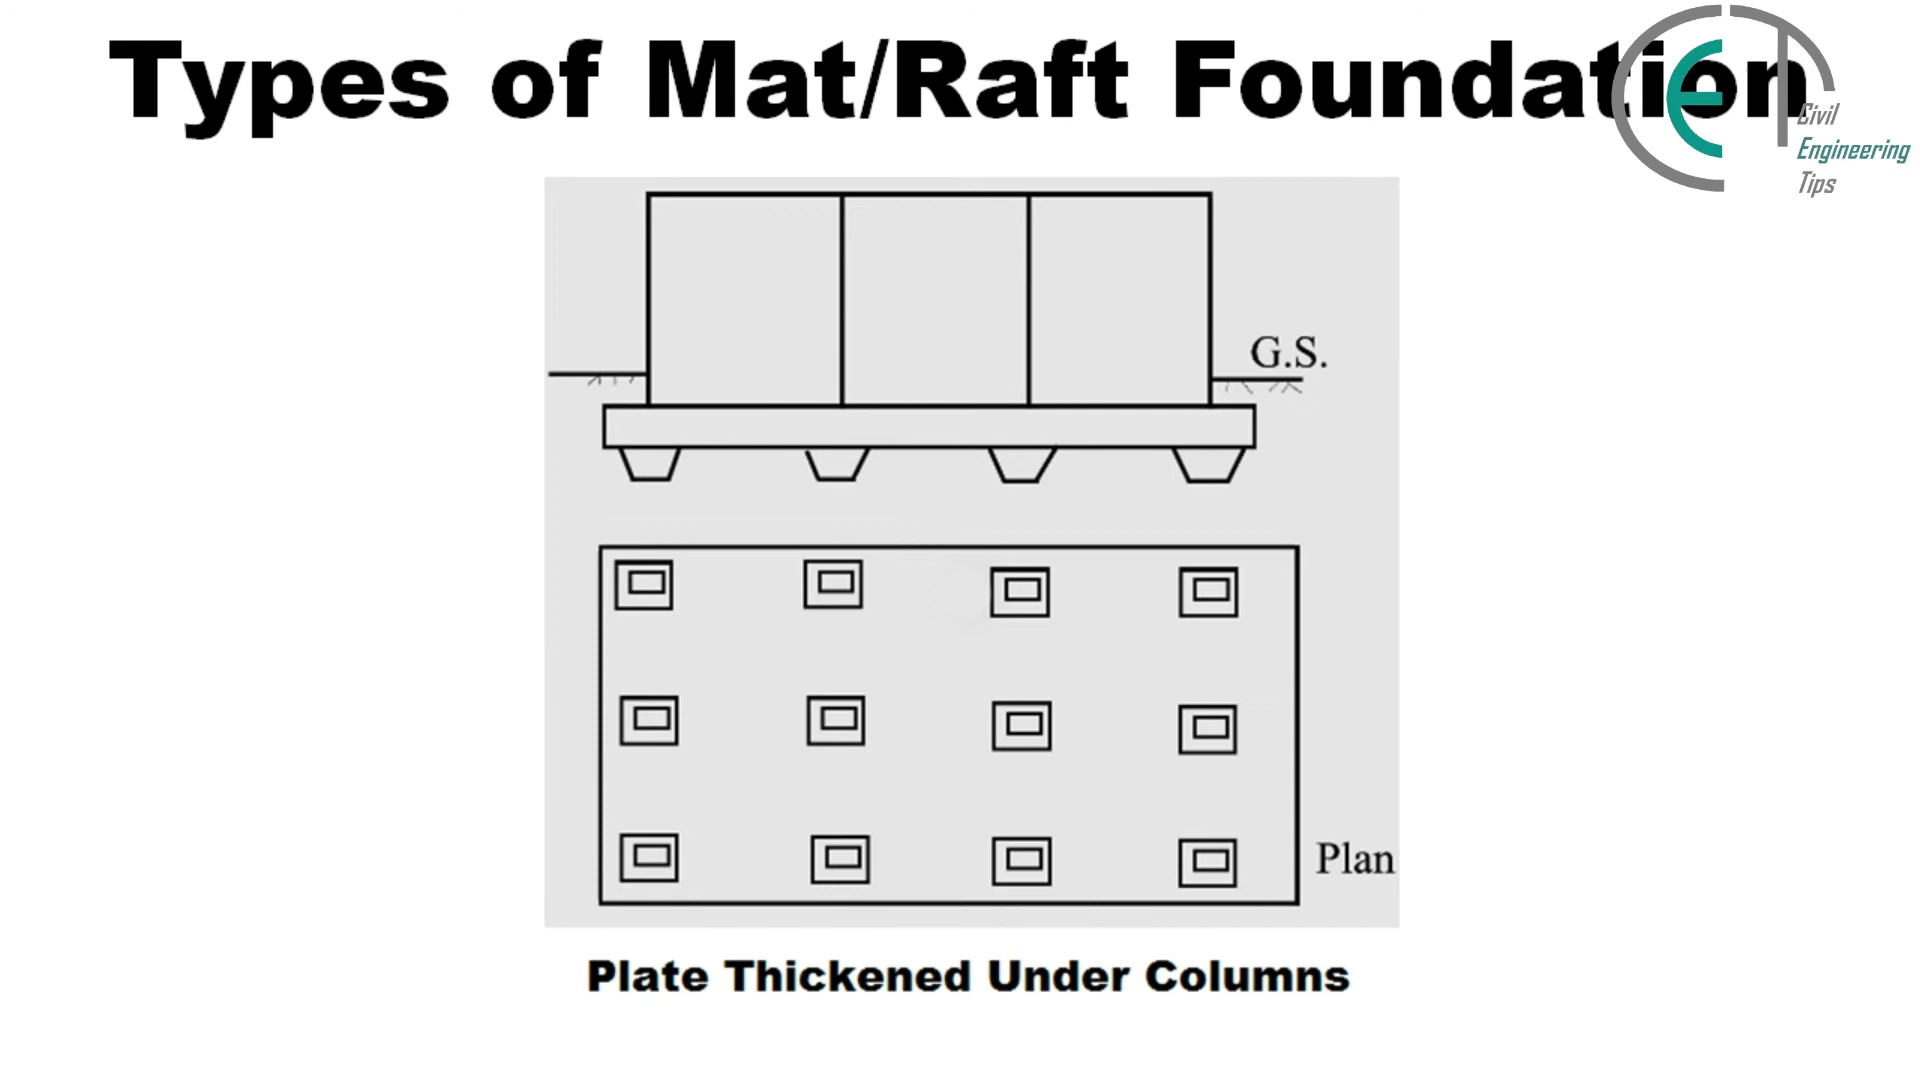 Types of Mat/Raft Foundation
Civil
Engineering
Tips
G.S.
Plan
Plate Thickened Under Columns